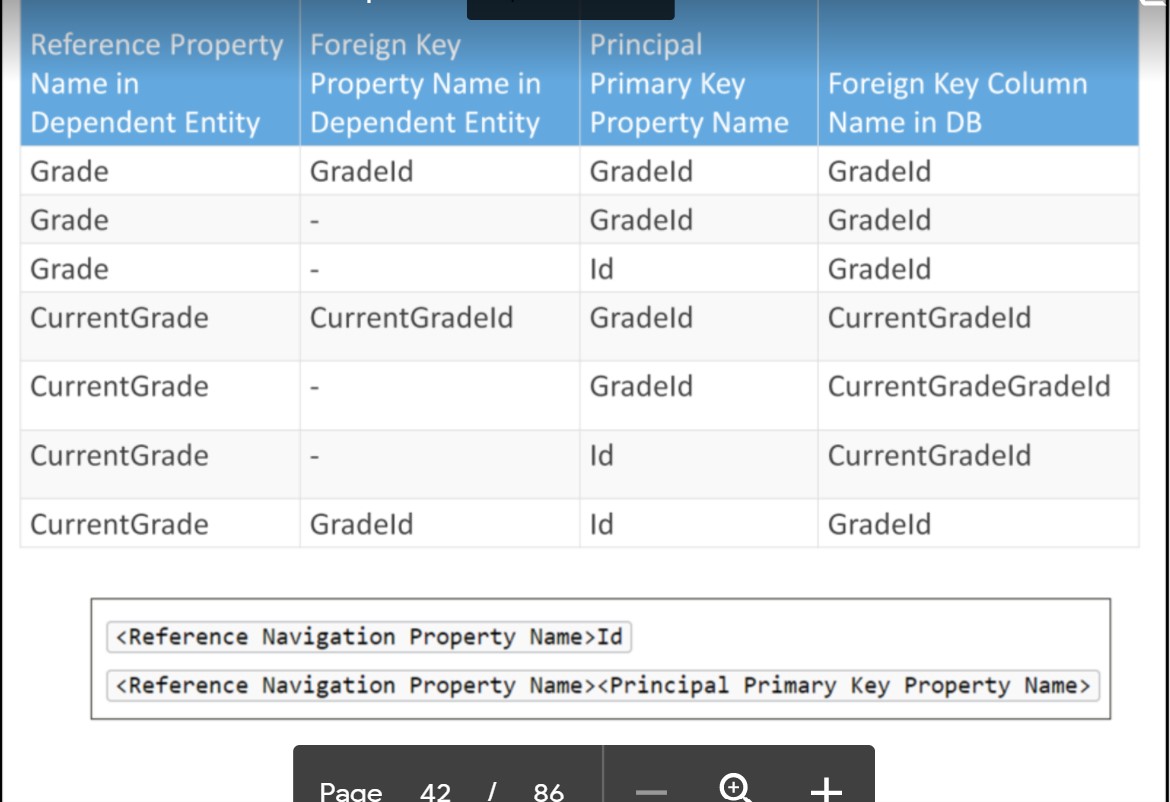 Reference Property Name in Dependent Entity Foreign Key Property Name in Dependent Entity Principal Primary Key Property Name Foreign Key Column Name in DB
Grade GradeId GradeId GradeId
Grade - GradeId GradeId
Grade - Id GradeId
CurrentGrade CurrentGradeId GradeId CurrentGradeId
CurrentGrade - GradeId CurrentGradeGradeId
CurrentGrade - Id CurrentGradeId
CurrentGrade GradeId Id GradeId
<Reference Navigation Property Name>Id
<Reference Navigation Property Name><Principal Primary Key Property Name>
Page 42 / 86